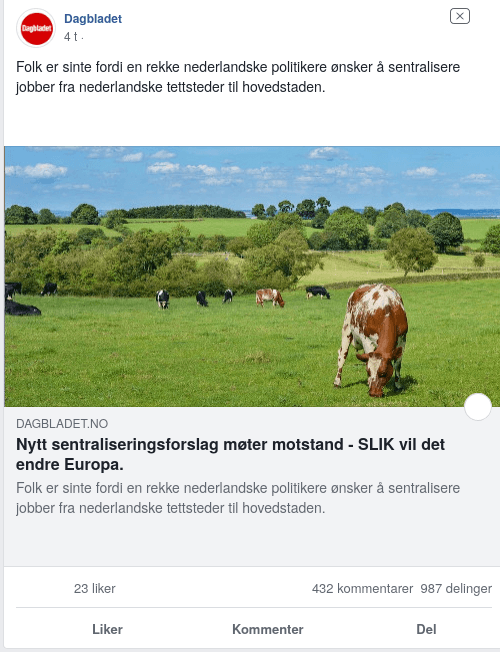 Dagbladet
Dagbladet
4 t ·
Folk er sinte fordi en rekke nederlandske politikere ønsker å sentralisere
jobber fra nederlandske tettsteder til hovedstaden.
DAGBLADET.NO
Nytt sentraliseringsforslag møter motstand - SLIK vil det
endre Europa.
Folk er sinte fordi en rekke nederlandske politikere ønsker å sentralisere
jobber fra nederlandske tettsteder til hovedstaden.
23 liker
432 kommentarer 987 delinger
Liker
Kommenter
Del